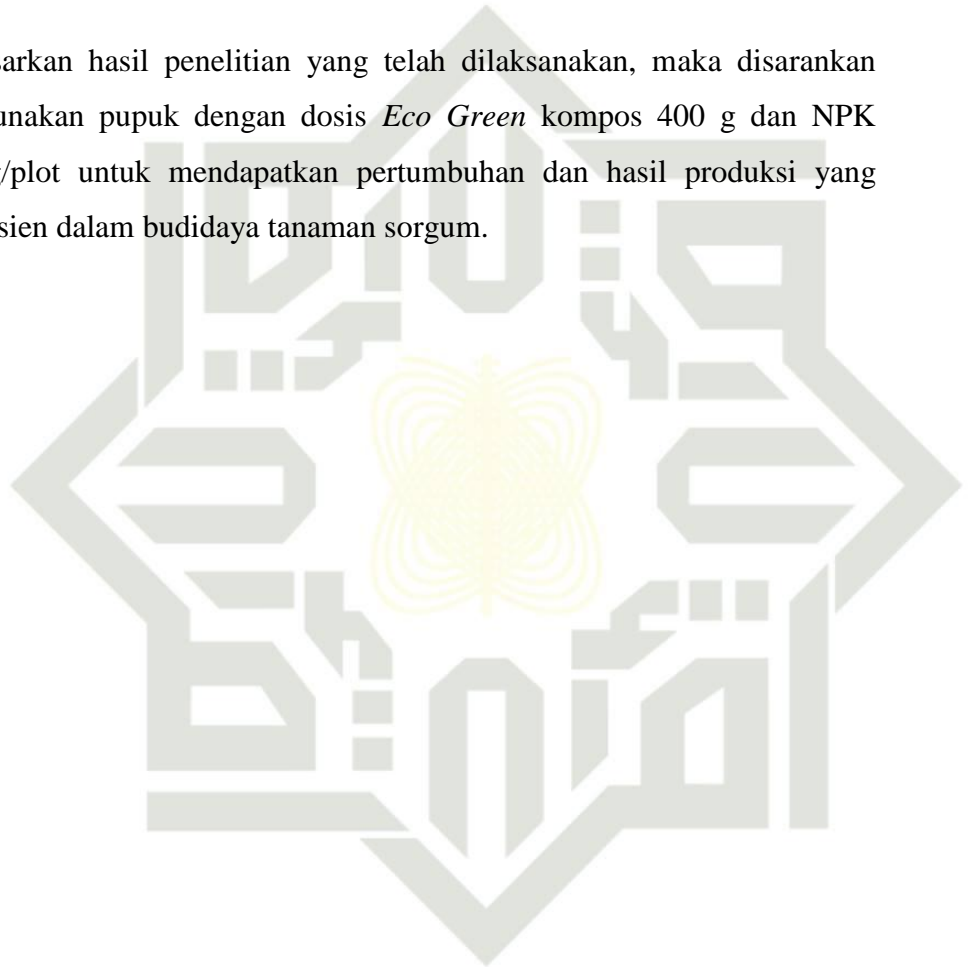 sarkan hasil penelitian yang telah dilaksanakan, maka disarankan
unakan pupuk dengan dosis Eco Green kompos 400 g dan NPK
/plot untuk mendapatkan pertumbuhan dan hasil produksi yang
sien dalam budidaya tanaman sorgum.